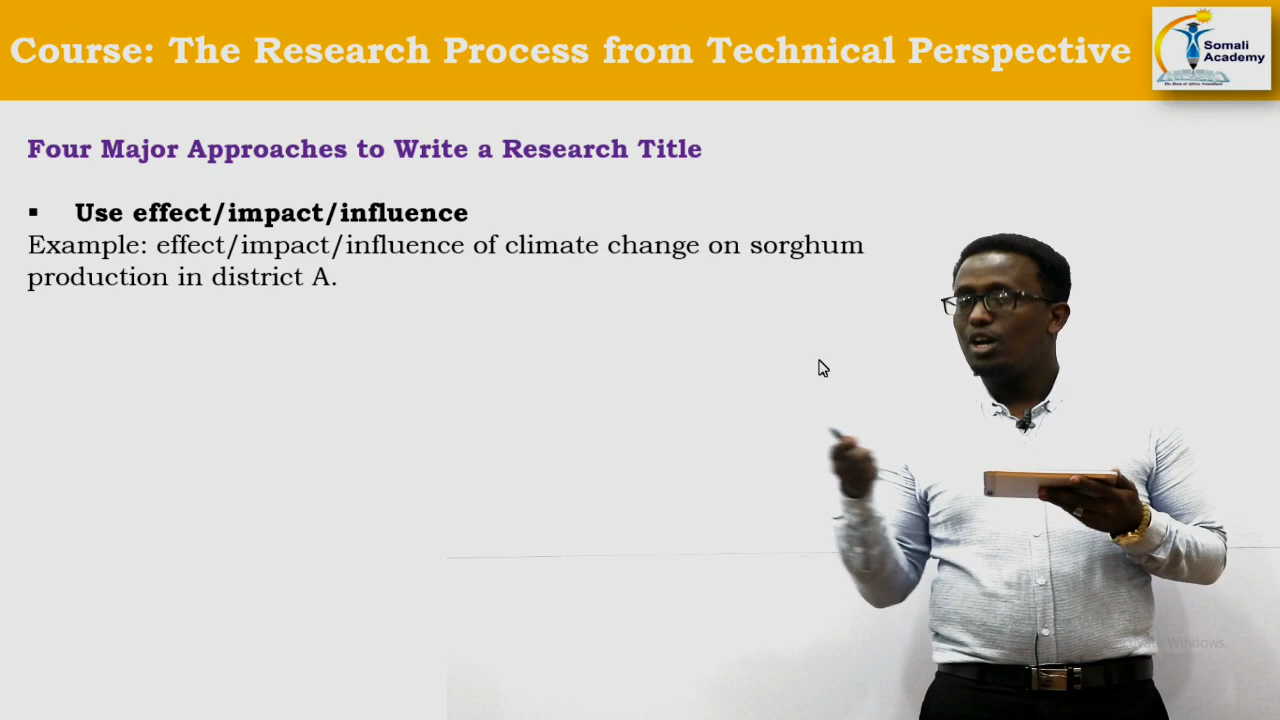 Course: The Research Process from Technical Perspective
Somali
Academy
Four Major Approaches to Write a Research Title
▪ Use effect/impact/influence
Example: effect/impact/influence of climate change on sorghum
production in district A.
Windows.